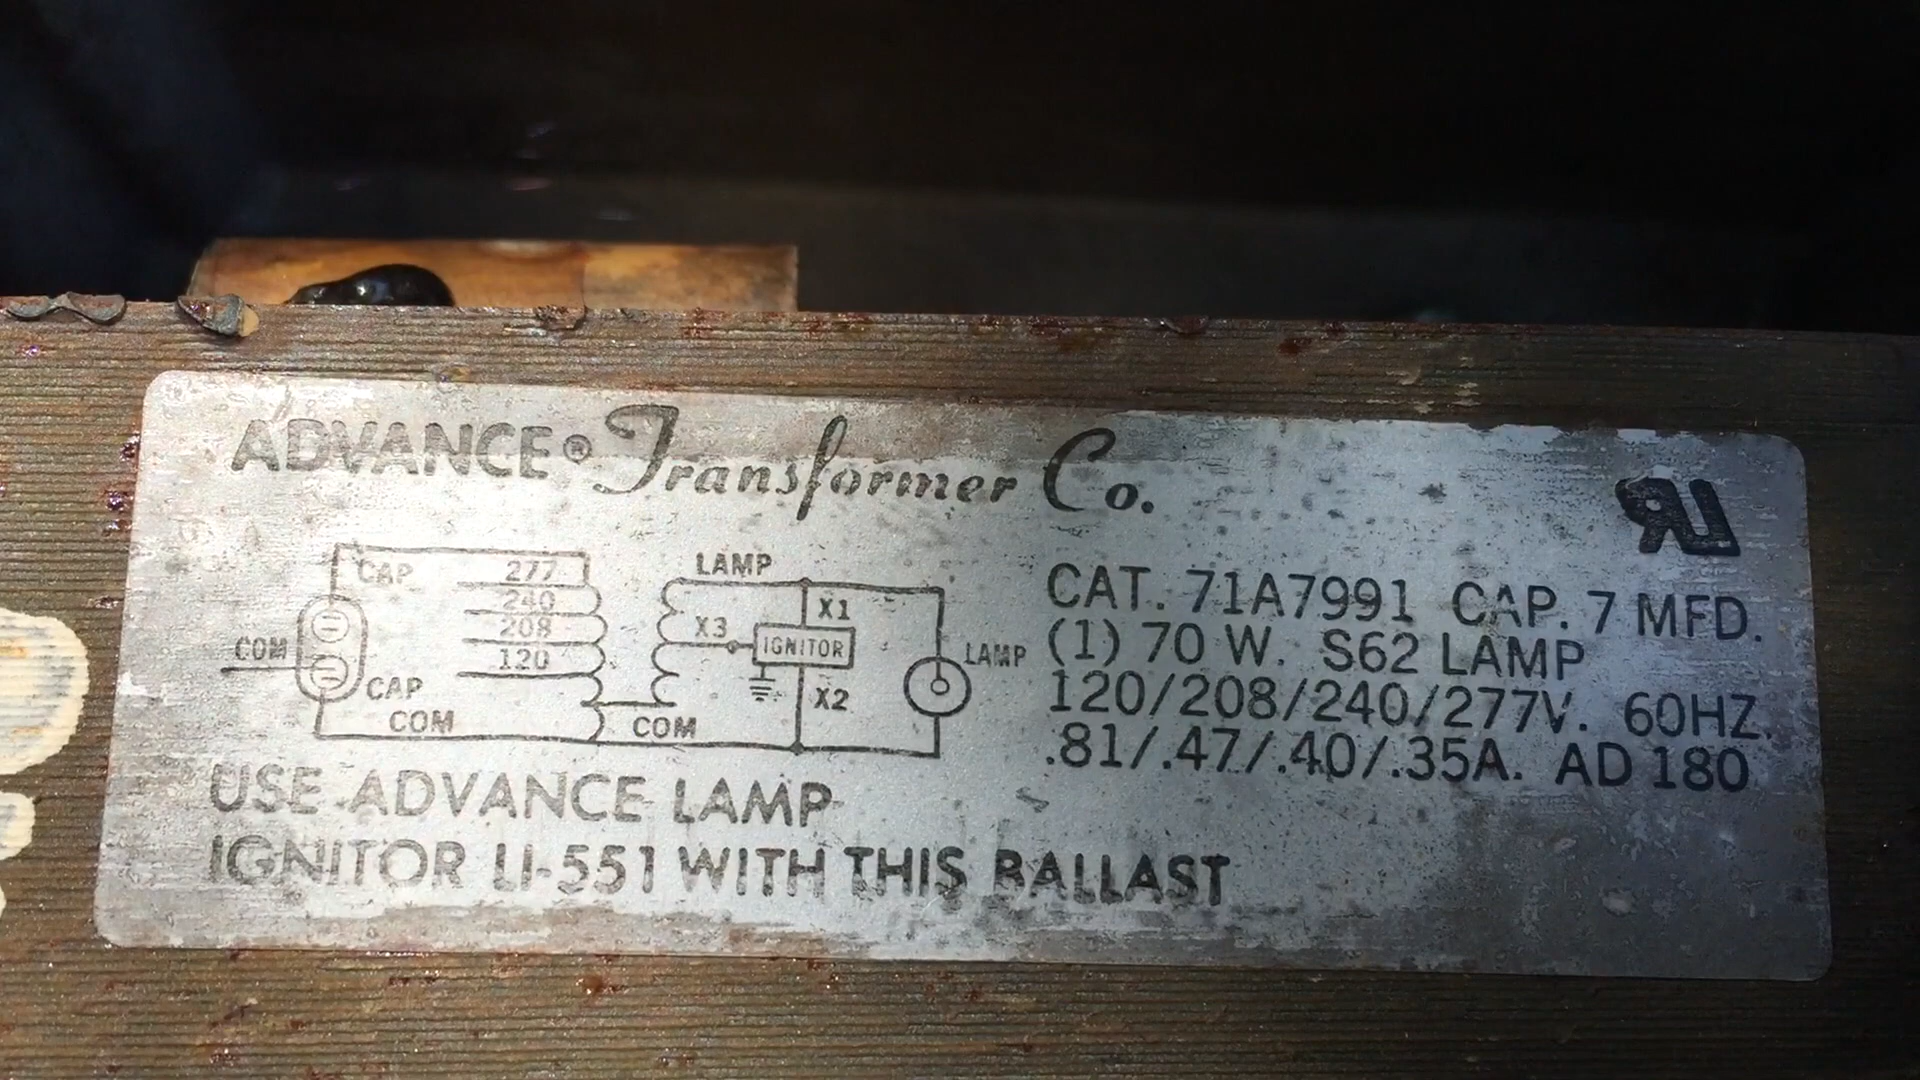 ADVANCE® Transformer Co.
RU
CAP
277
240
208
120
COM
CAP
COM
LAMP
X1
X3
IGNITOR
LAMP
X2
COM
CAT. 71A7991 CAP. 7 MFD.
(1) 70 W. S62 LAMP
120/208/240/277V. 60HZ.
.81/.47/.40/.35A. AD 180
USE ADVANCE LAMP
IGNITOR LI-551 WITH THIS BALLAST